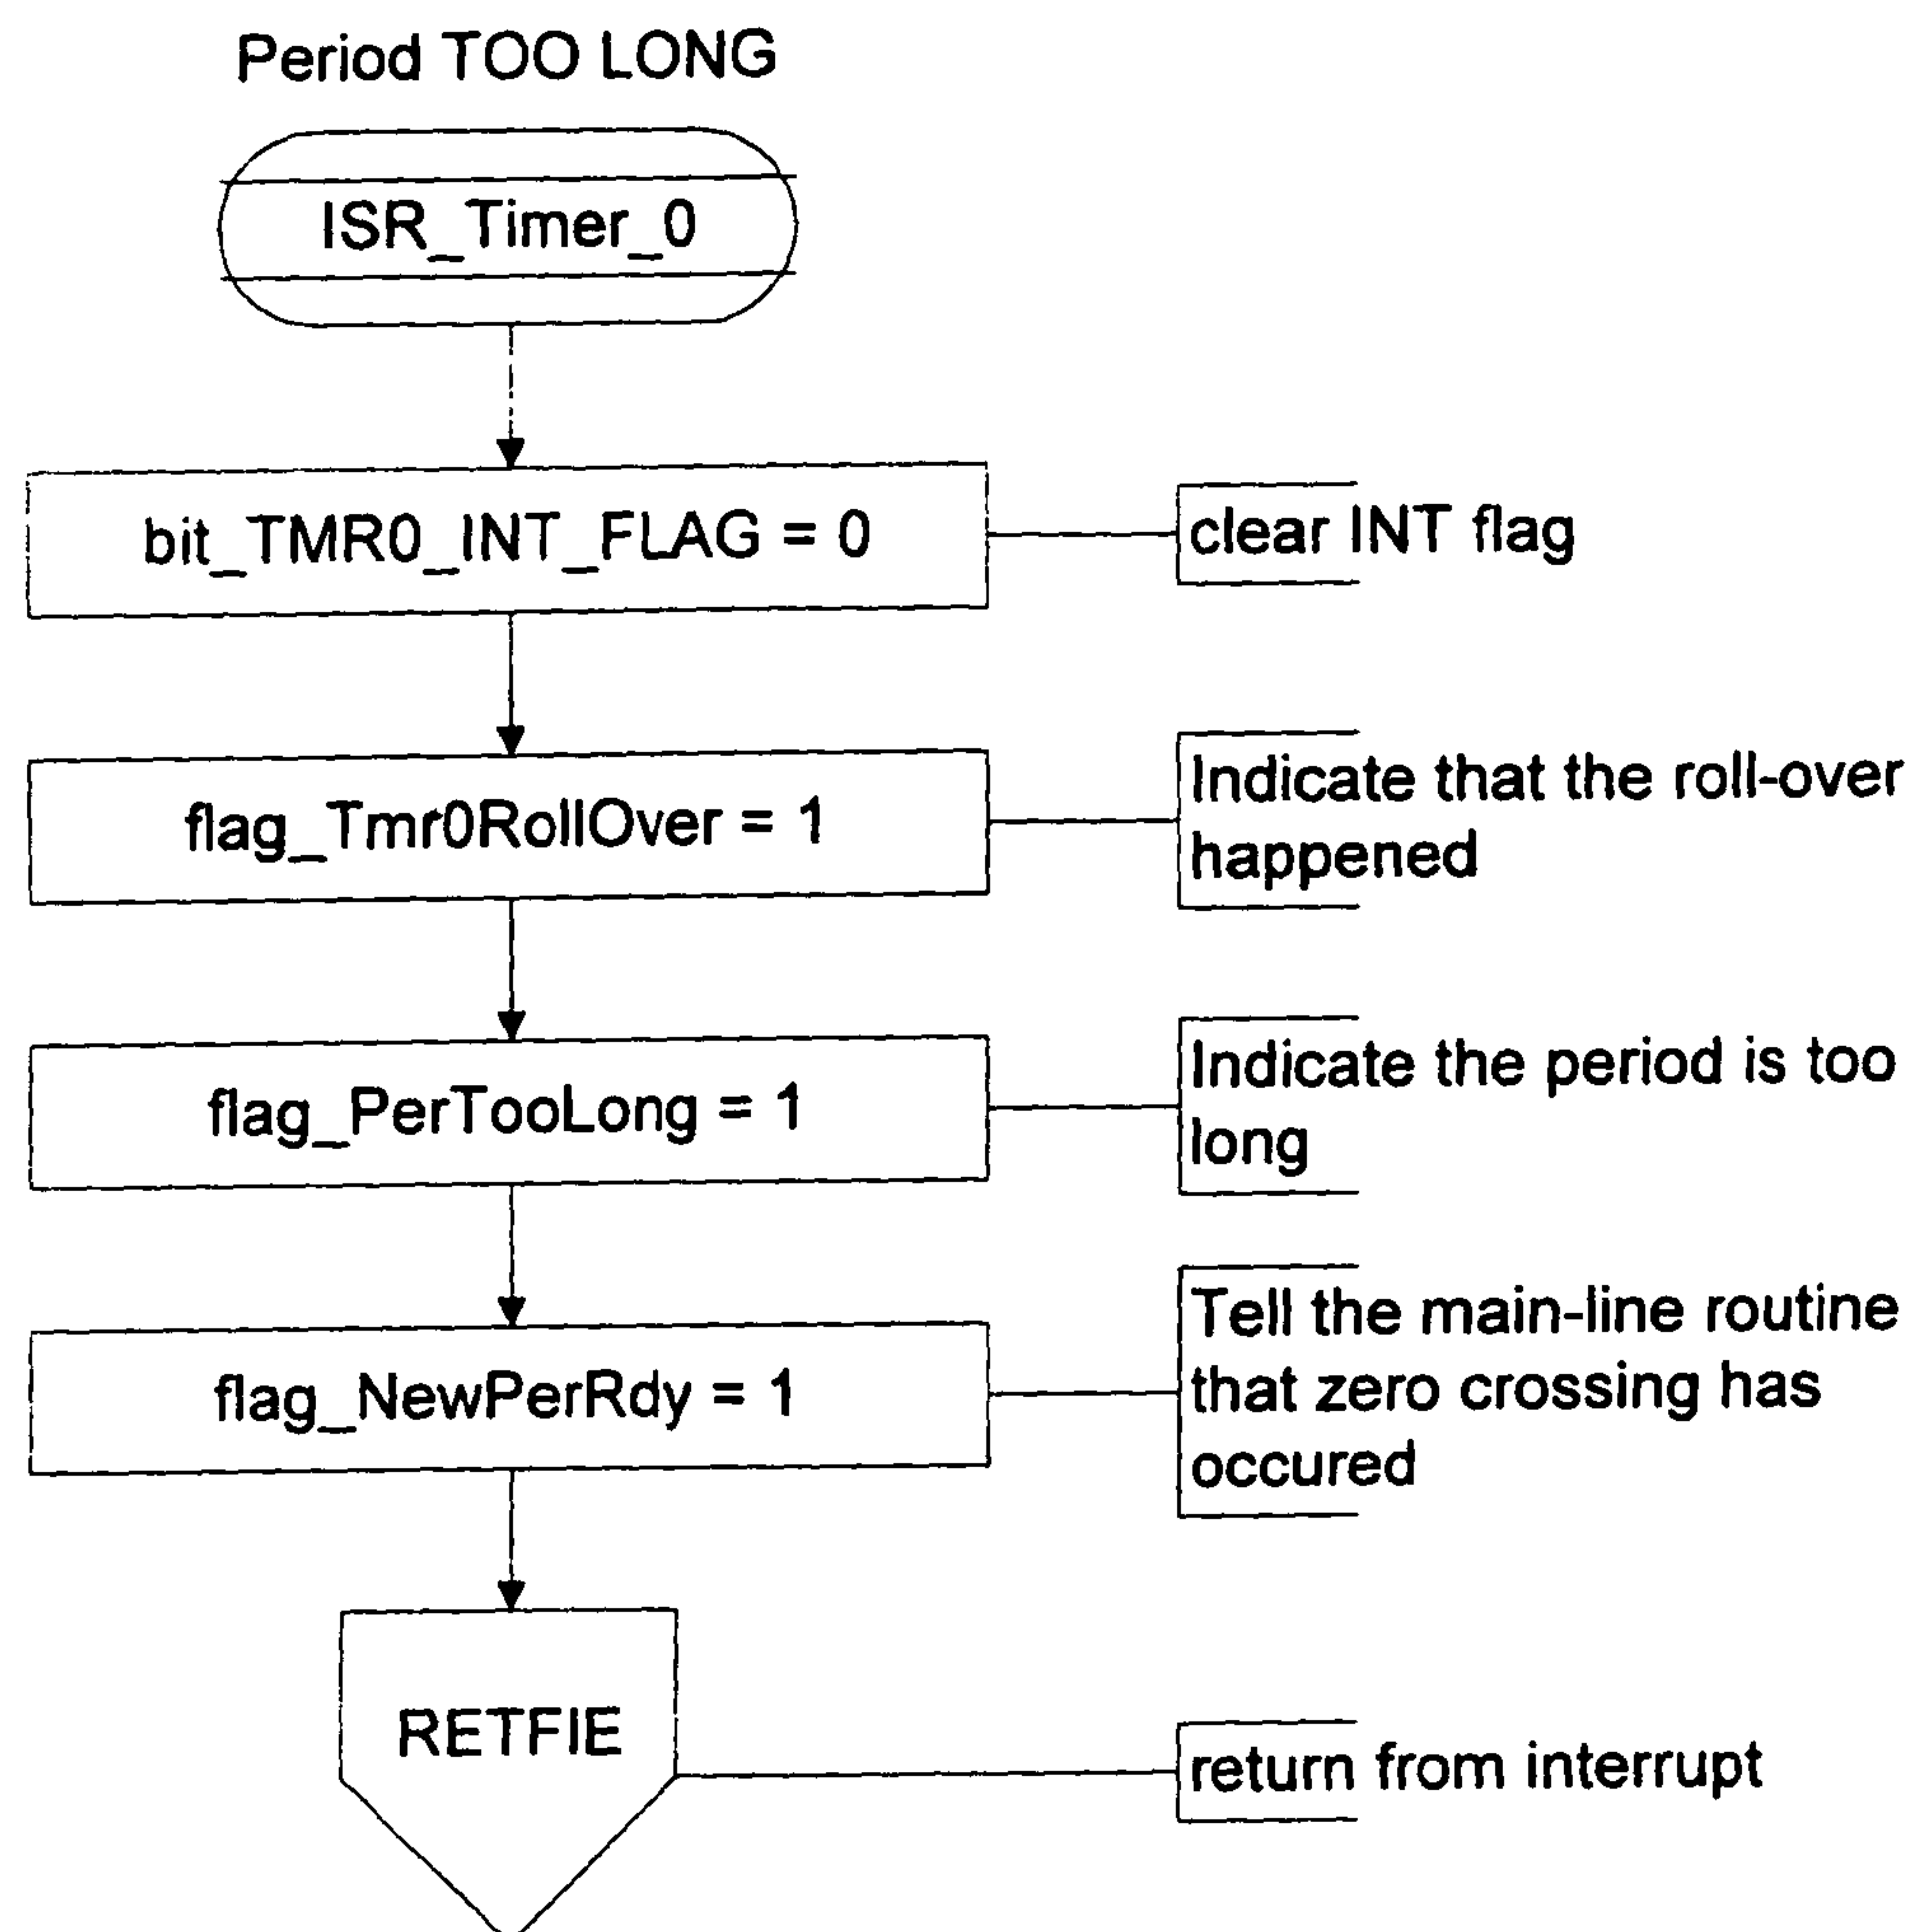 Period TOO LONG
ISR_Timer_0
bit_TMR0_INT_FLAG = 0
clear INT flag
flag_Tmr0RollOver = 1
Indicate that the roll-over
happened
flag_PerTooLong = 1
Indicate the period is too
long
flag_NewPerRdy = 1
Tell the main-line routine
that zero crossing has
occured
RETFIE
return from interrupt